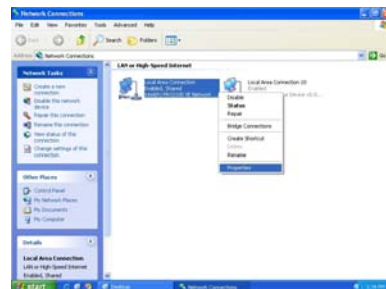 Network Connections
File Edit View Favorites Tools Advanced Help
Back Search Folders
Address Network Connections Go
Network Tasks
Create a new
connection
Disable this network
device
Repair this connection
Rename this connection
View status of this
connection
Change settings of this
connection
Other Places
Control Panel
My Network Places
My Documents
My Computer
Details
Local Area Connection
LAN or High-Speed Internet
Enabled, Shared
LAN or High-Speed Internet
Local Area Connection
Enabled, Shared
Local Area Connection 10
Enabled
Disable
Status
Repair
Bridge Connections
Create Shortcut
Delete
Rename
Properties
start
Network Connections